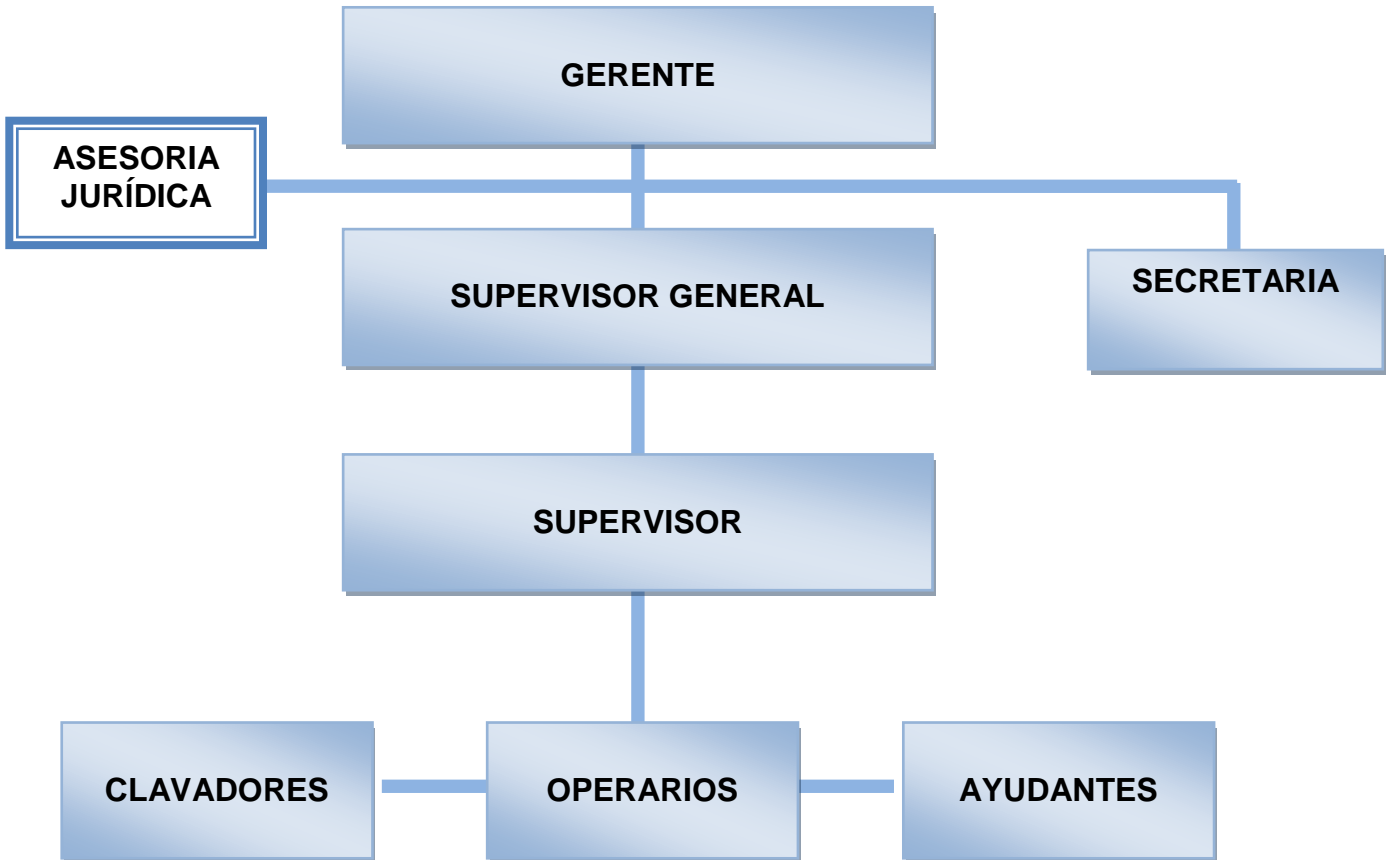 GERENTE
ASESORIA
JURÍDICA
SUPERVISOR GENERAL
SECRETARIA
SUPERVISOR
CLAVADORES
OPERARIOS
AYUDANTES